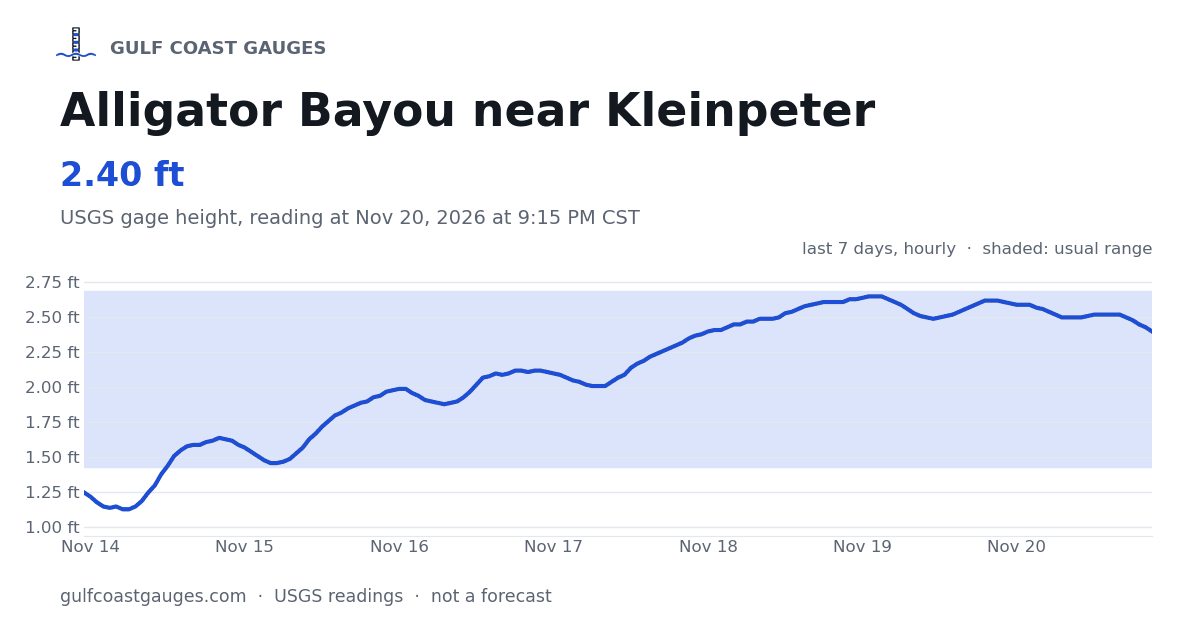 GULF COAST GAUGES
Alligator Bayou near Kleinpeter
2.40 ft
USGS gage height, reading at Nov 20, 2026 at 9:15 PM CST
last 7 days, hourly · shaded: usual range
2.75 ft
2.50 ft
2.25 ft
2.00 ft
1.75 ft
1.50 ft
1.25 ft
1.00 ft
Nov 14 Nov 15 Nov 16 Nov 17 Nov 18 Nov 19 Nov 20
gulfcoastgauges.com · USGS readings · not a forecast